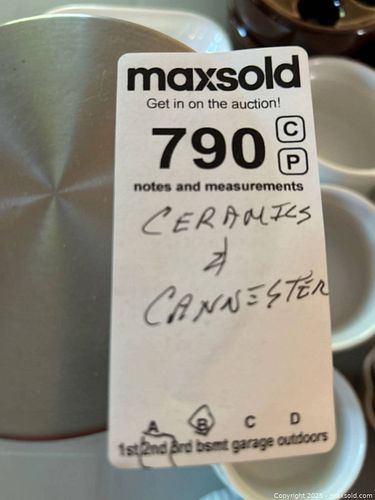 maxsold
Get in on the auction!
790 C
P
notes and measurements
CERAMICS
&
CANNESTER
A B C D
1st 2nd 3rd bsmt garage outdoors
Copyright 2025 - maxsold.com